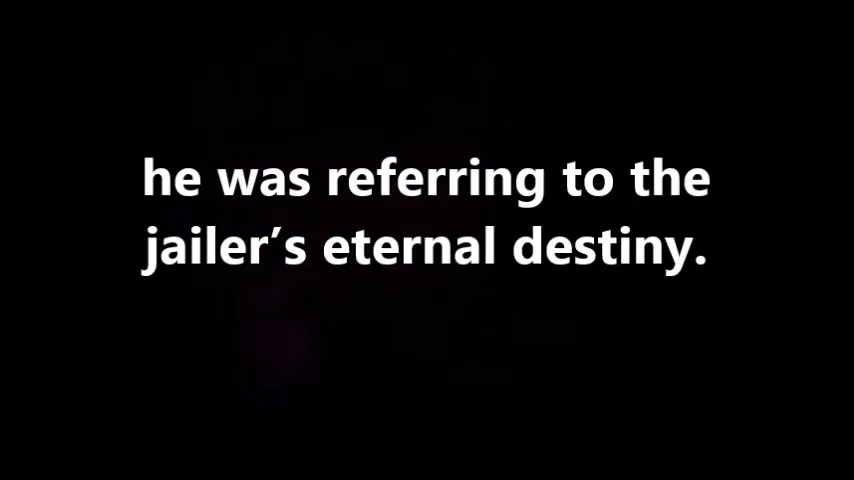 he was referring to the
jailer’s eternal destiny.